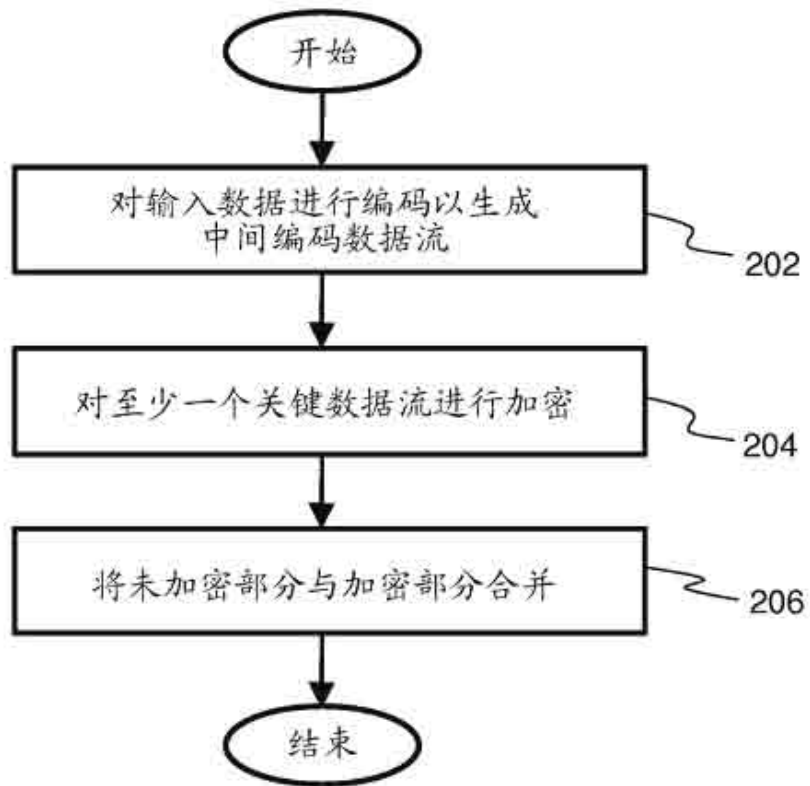 开始
对输入数据进行编码以生成
中间编码数据流
202
对至少一个关键数据流进行加密
204
将未加密部分与加密部分合并
206
结束